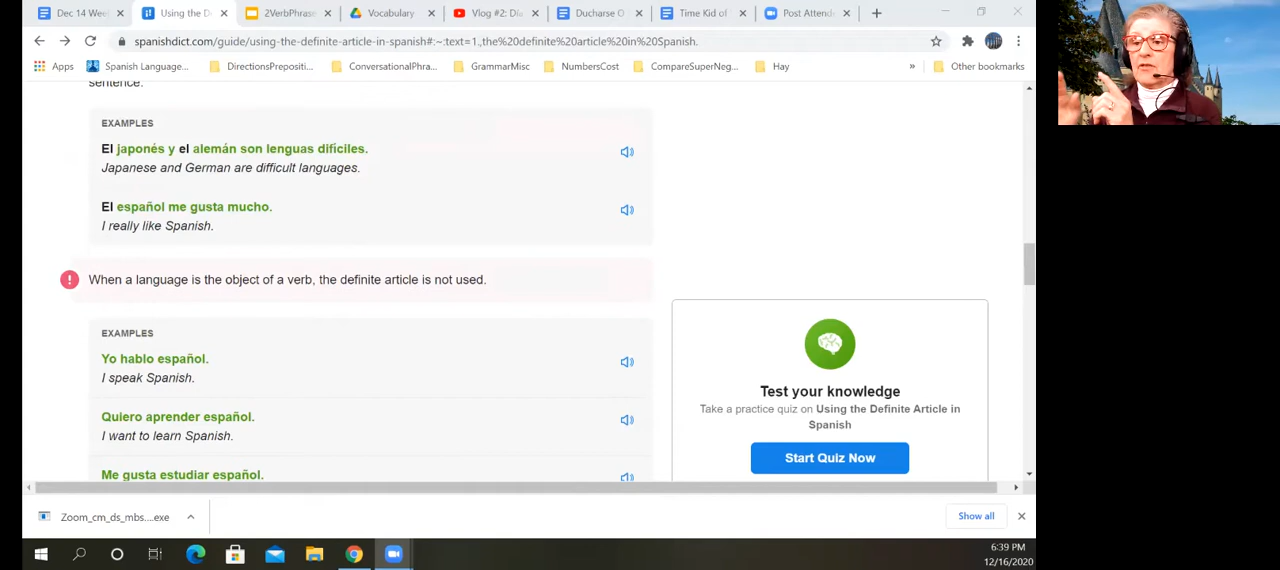 Dec 14 Week
Using the D
2VerbPhrase
Vocabulary
Vlog #2: Día
Ducharse O
Time Kid of
Post Attend
spanishdict.com/guide/using-the-definite-article-in-spanish#:~:text=1.,the%20definite%20article%20in%20Spanish.
Apps
Spanish Language...
DirectionsPrepositi...
ConversationalPhra...
GrammarMisc
NumbersCost
CompareSuperNeg...
Hay
»
Other bookmarks
sentence.
EXAMPLES
El japonés y el alemán son lenguas difíciles.
Japanese and German are difficult languages.
El español me gusta mucho.
I really like Spanish.
! When a language is the object of a verb, the definite article is not used.
EXAMPLES
Yo hablo español.
I speak Spanish.
Quiero aprender español.
I want to learn Spanish.
Me gusta estudiar español.
Test your knowledge
Take a practice quiz on Using the Definite Article in
Spanish
Start Quiz Now
Zoom_cm_ds_mbs....exe
Show all
6:39 PM
12/16/2020